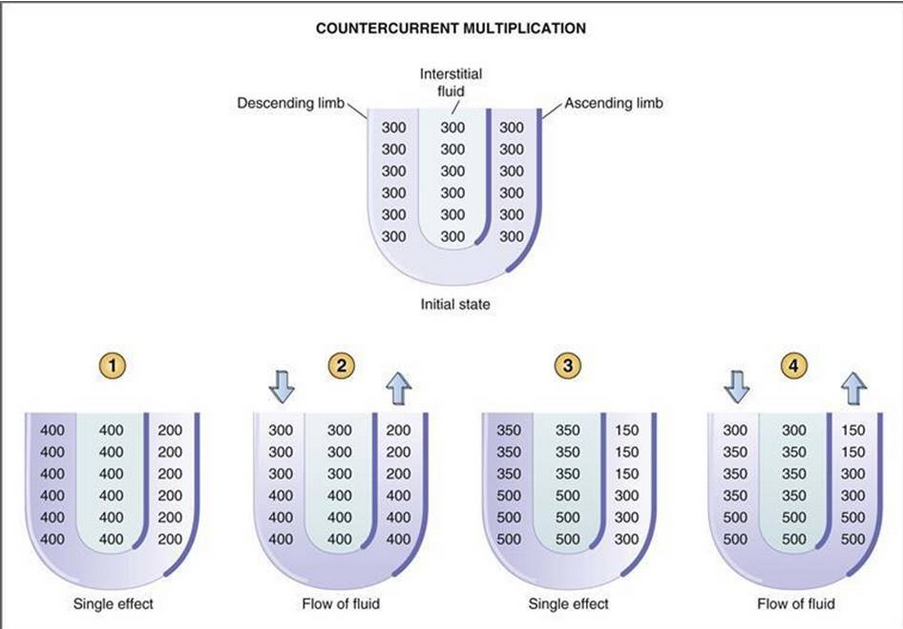 COUNTERCURRENT MULTIPLICATION
Interstitial
fluid
Descending limb
Ascending limb
300 300 300
300 300 300
300 300 300
300 300 300
300 300 300
300 300 300
Initial state
1
400 400 200
400 400 200
400 400 200
400 400 200
400 400 200
400 400 200
Single effect
2
300 300 200
300 300 200
300 300 200
400 400 400
400 400 400
400 400 400
Flow of fluid
3
350 350 150
350 350 150
350 350 150
500 500 300
500 500 300
500 500 300
Single effect
4
300 300 150
350 350 150
350 350 300
350 350 300
500 500 500
500 500 500
Flow of fluid